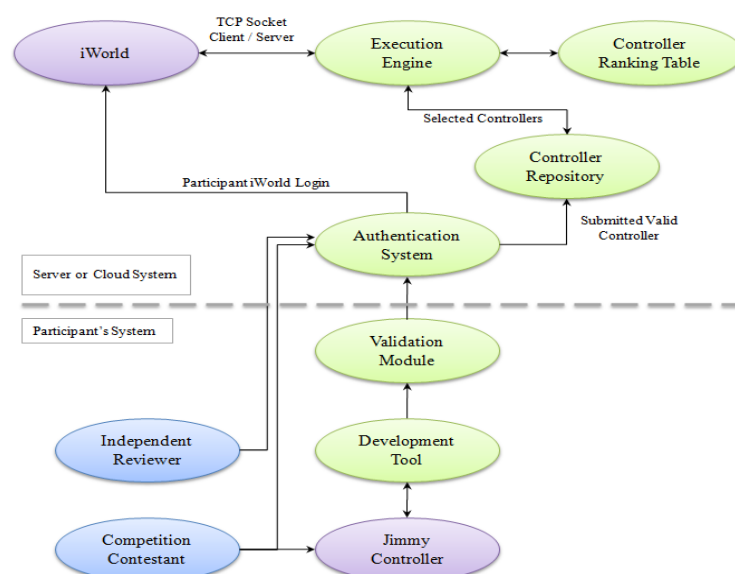 TCP Socket
Client / Server
iWorld
Execution
Engine
Controller
Ranking Table
Selected Controllers
Controller
Repository
Participant iWorld Login
Submitted Valid
Controller
Authentication
System
Server or Cloud System
Participant's System
Validation
Module
Independent
Reviewer
Development
Tool
Competition
Contestant
Jimmy
Controller